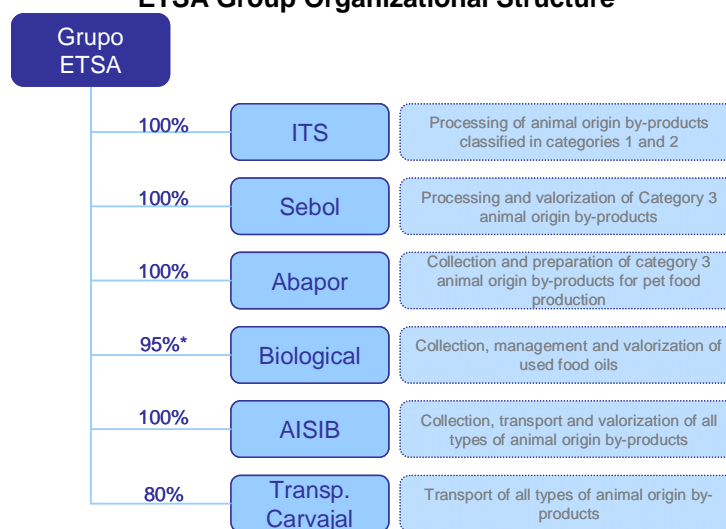 ETSA Group Organizational Structure
Grupo
ETSA
100%
ITS
Processing of animal origin by-products
classified in categories 1 and 2
100%
Sebol
Processing and valorization of Category 3
animal origin by-products
100%
Abapor
Collection and preparation of category 3
animal origin by-products for pet food
production
95%*
Biological
Collection, management and valorization of
used food oils
100%
AISIB
Collection, transport and valorization of all
types of animal origin by-products
80%
Transp.
Carvajal
Transport of all types of animal origin by-
products